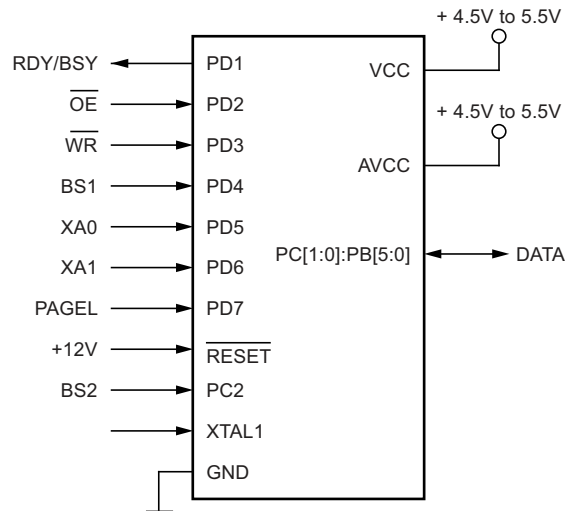 + 4.5V to 5.5V
RDY/BSY PD1 VCC
OE PD2
+ 4.5V to 5.5V
WR PD3
BS1 PD4 AVCC
XA0 PD5
PC[1:0]:PB[5:0] DATA
XA1 PD6
PAGEL PD7
+12V RESET
BS2 PC2
XTAL1
GND